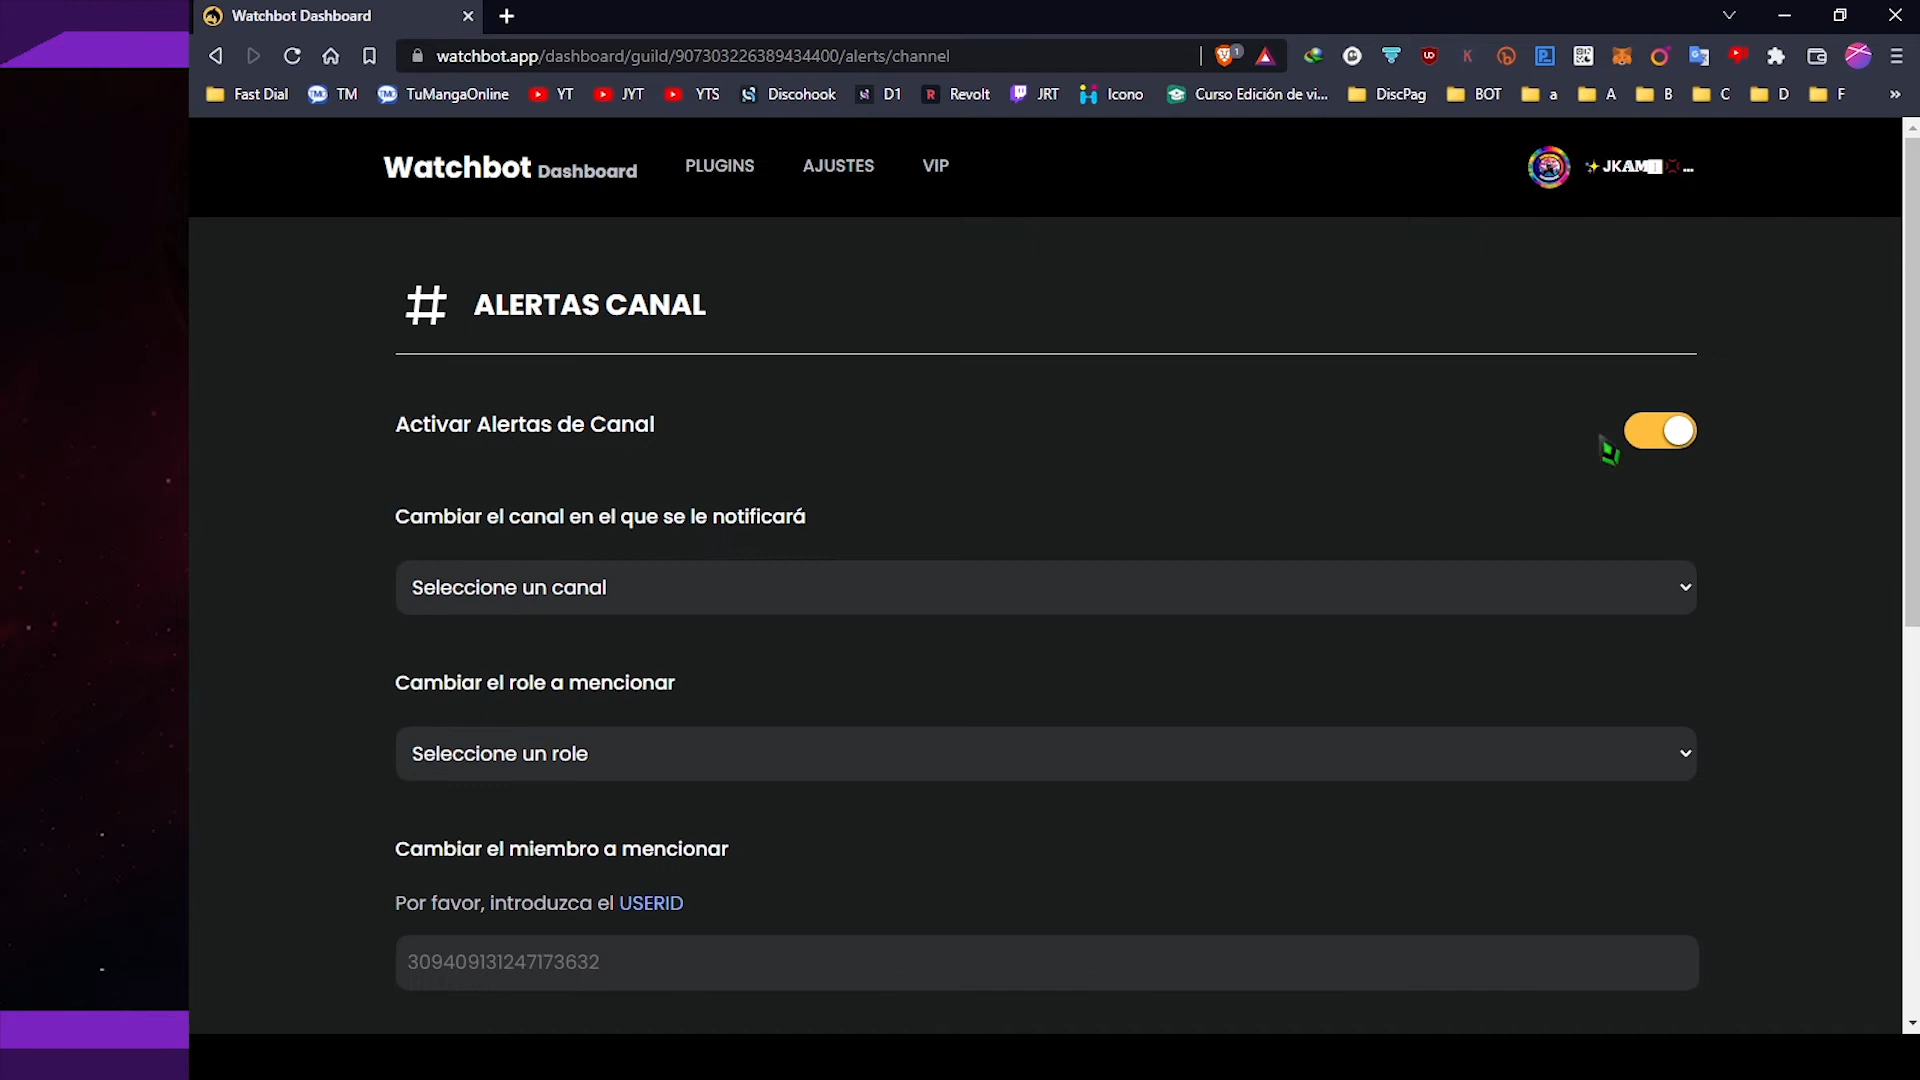 Watchbot Dashboard
watchbot.app/dashboard/guild/907303226389434400/alerts/channel
1
Fast Dial TM TuMangaOnline YT JYT YTS Discohook D1 Revolt JRT Icono Curso Edición de vi... DiscPag BOT a A B C D F »
Watchbot Dashboard PLUGINS AJUSTES VIP
ALERTAS CANAL
Activar Alertas de Canal
Cambiar el canal en el que se le notificará
Seleccione un canal
Cambiar el role a mencionar
Seleccione un role
Cambiar el miembro a mencionar
Por favor, introduzca el USERID
309409131247173632